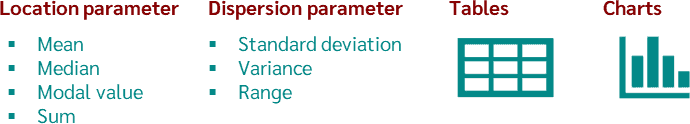 Location parameter
▪ Mean
▪ Median
▪ Modal value
▪ Sum
Dispersion parameter
▪ Standard deviation
▪ Variance
▪ Range
Tables
Charts